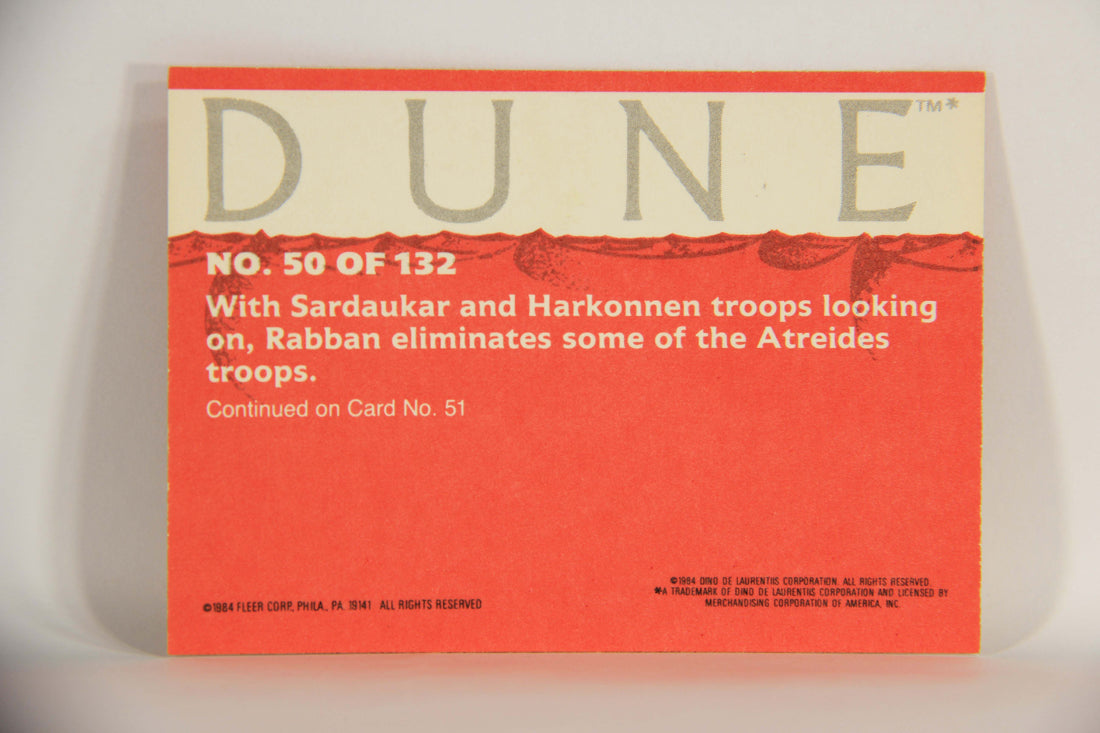 DUNE™*
NO. 50 OF 132
With Sardaukar and Harkonnen troops looking
on, Rabban eliminates some of the Atreides
troops.
Continued on Card No. 51
©1984 FLEER CORP., PHILA., PA. 19141 ALL RIGHTS RESERVED
©1984 DINO DE LAURENTIIS CORPORATION. ALL RIGHTS RESERVED.
*A TRADEMARK OF DINO DE LAURENTIIS CORPORATION AND LICENSED BY
MERCHANDISING CORPORATION OF AMERICA, INC.